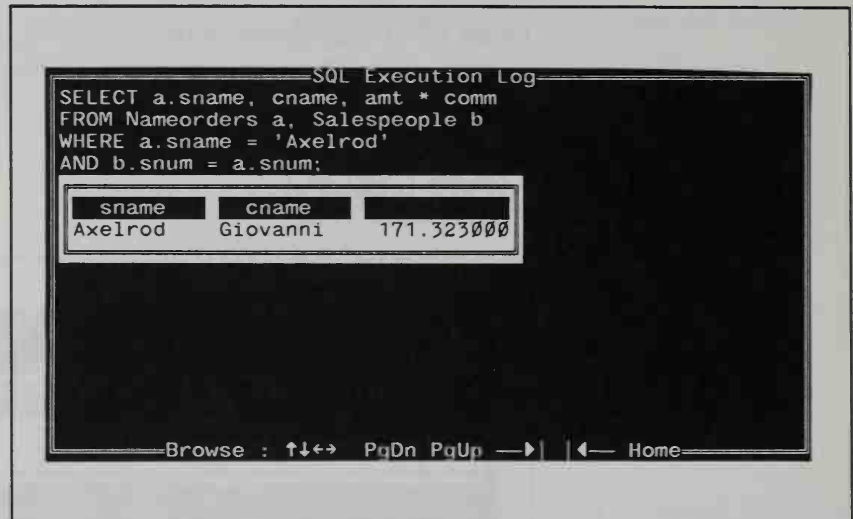 SQL Execution Log
SELECT a.sname, cname, amt * comm
FROM Nameorders a, Salespeople b
WHERE a.sname = 'Axelrod'
AND b.snum = a.snum;
sname cname
Axelrod Giovanni 171.323000
Browse : ↑↓←→ PgDn PgUp —▶| |◀— Home